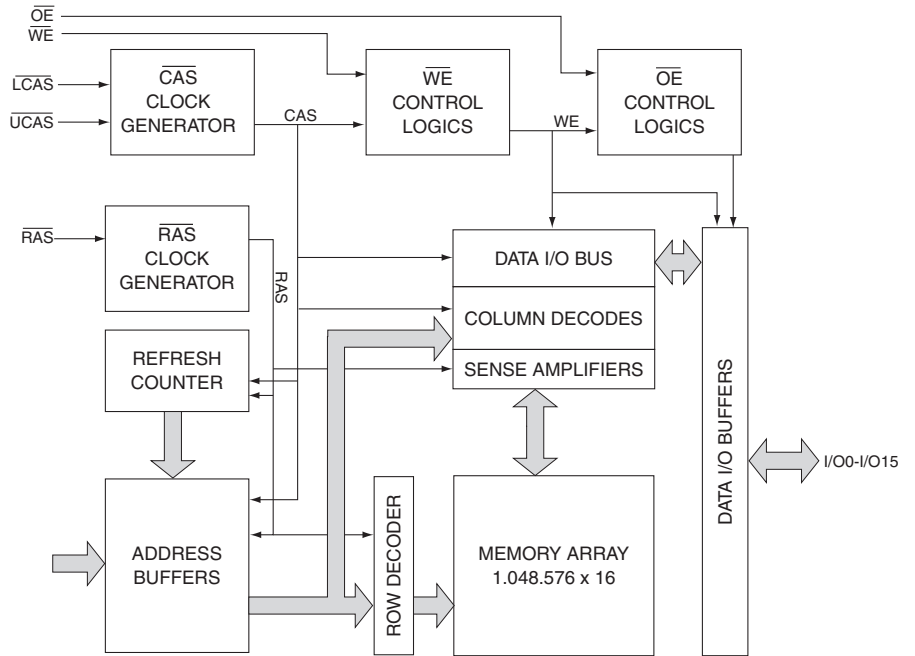 OE
WE
LCAS
UCAS
CAS
CLOCK
GENERATOR
CAS
WE
CONTROL
LOGICS
WE
OE
CONTROL
LOGICS
RAS
RAS
CLOCK
GENERATOR
RAS
DATA I/O BUS
COLUMN DECODES
SENSE AMPLIFIERS
REFRESH
COUNTER
DATA I/O BUFFERS
I/O0-I/O15
ADDRESS
BUFFERS
ROW DECODER
MEMORY ARRAY
1.048.576 x 16